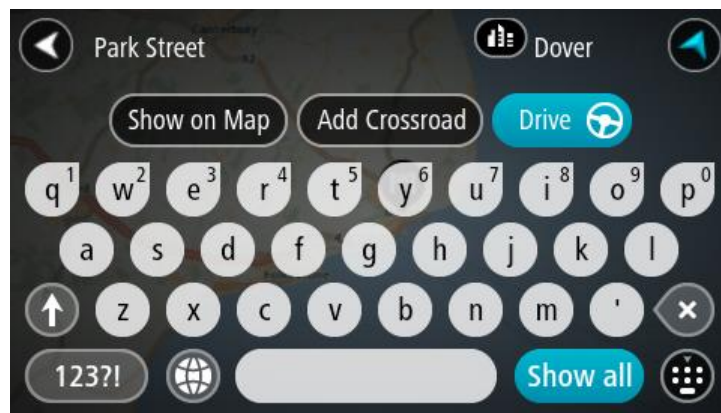 Park Street Dover
Show on Map Add Crossroad Drive
q1 w2 e3 r4 t5 y6 u7 i8 o9 p0
a s d f g h j k l
z x c v b n m '
123?! Show all